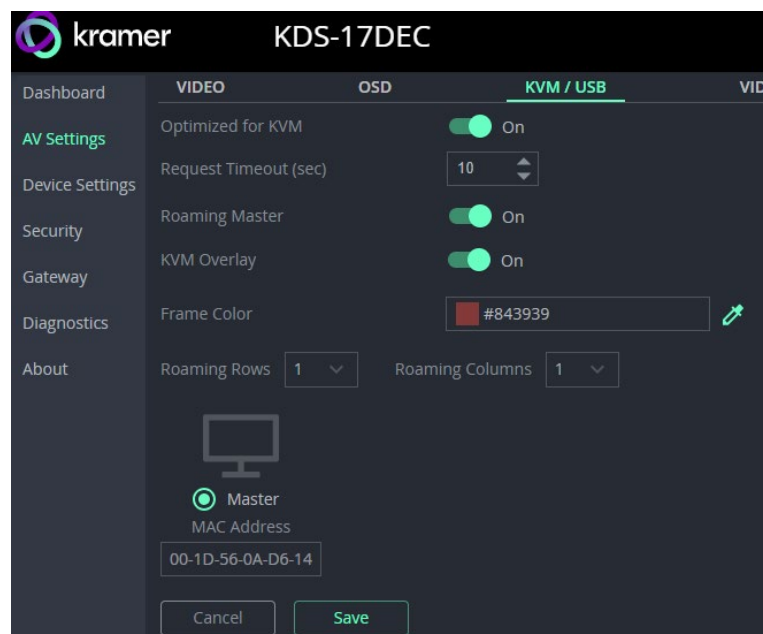 kramer KDS-17DEC
Dashboard
AV Settings
Device Settings
Security
Gateway
Diagnostics
About
VIDEO OSD KVM / USB VID
Optimized for KVM On
Request Timeout (sec) 10
Roaming Master On
KVM Overlay On
Frame Color #843939
Roaming Rows 1 Roaming Columns 1
Master
MAC Address
00-1D-56-0A-D6-14
Cancel Save